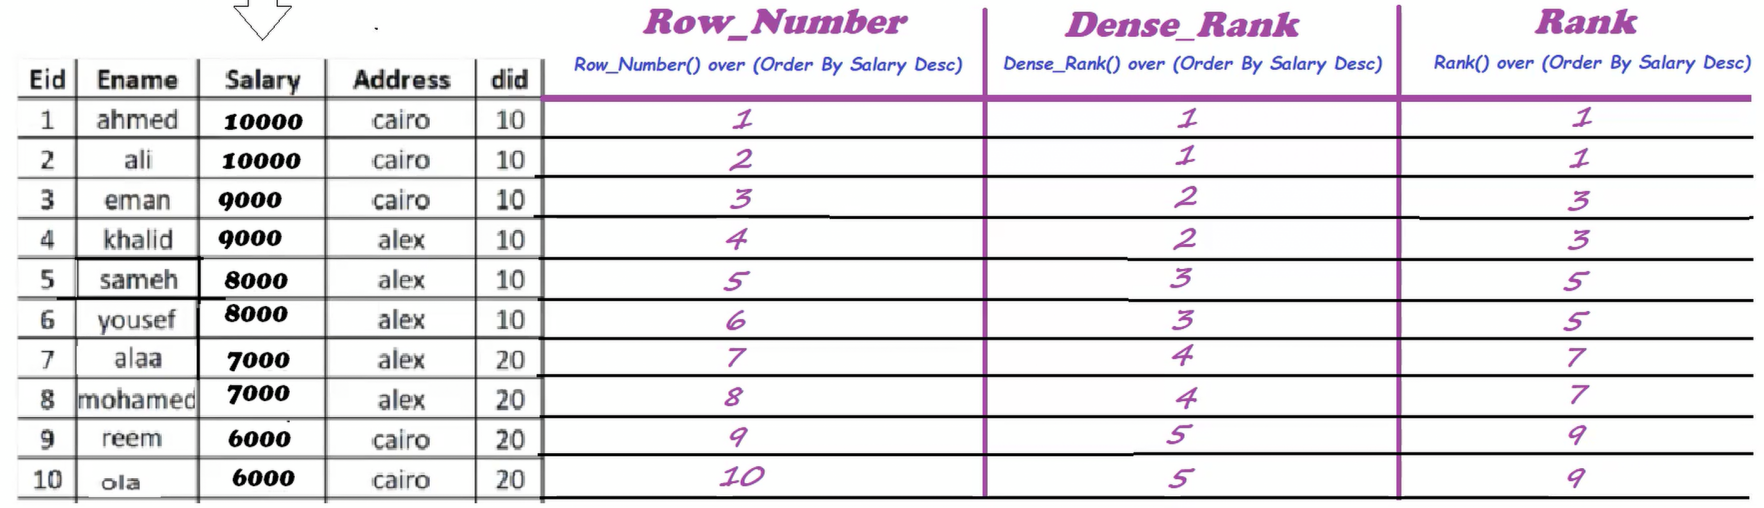 Row_Number Dense_Rank Rank
Row_Number() over (Order By Salary Desc) Dense_Rank() over (Order By Salary Desc) Rank() over (Order By Salary Desc)
Eid Ename Salary Address did
1 ahmed 10000 cairo 10 1 1 1
2 ali 10000 cairo 10 2 1 1
3 eman 9000 cairo 10 3 2 3
4 khalid 9000 alex 10 4 2 3
5 sameh 8000 alex 10 5 3 5
6 yousef 8000 alex 10 6 3 5
7 alaa 7000 alex 20 7 4 7
8 mohamed 7000 alex 20 8 4 7
9 reem 6000 cairo 20 9 5 9
10 ola 6000 cairo 20 10 5 9